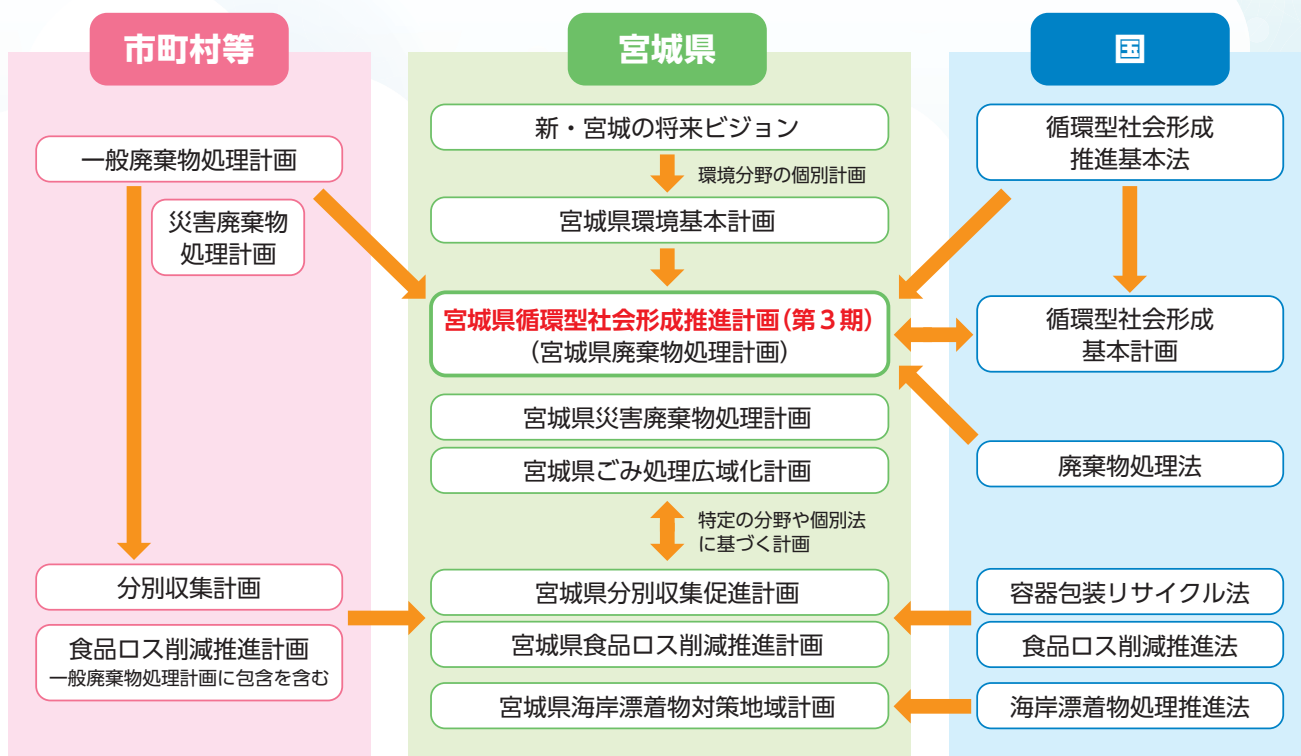 市町村等
一般廃棄物処理計画
災害廃棄物
処理計画
分別収集計画
食品ロス削減推進計画
一般廃棄物処理計画に包含を含む
宮城県
新・宮城の将来ビジョン
環境分野の個別計画
宮城県環境基本計画
宮城県循環型社会形成推進計画(第3期)
(宮城県廃棄物処理計画)
宮城県災害廃棄物処理計画
宮城県ごみ処理広域化計画
特定の分野や個別法
に基づく計画
宮城県分別収集促進計画
宮城県食品ロス削減推進計画
宮城県海岸漂着物対策地域計画
国
循環型社会形成
推進基本法
循環型社会形成
基本計画
廃棄物処理法
容器包装リサイクル法
食品ロス削減推進法
海岸漂着物処理推進法